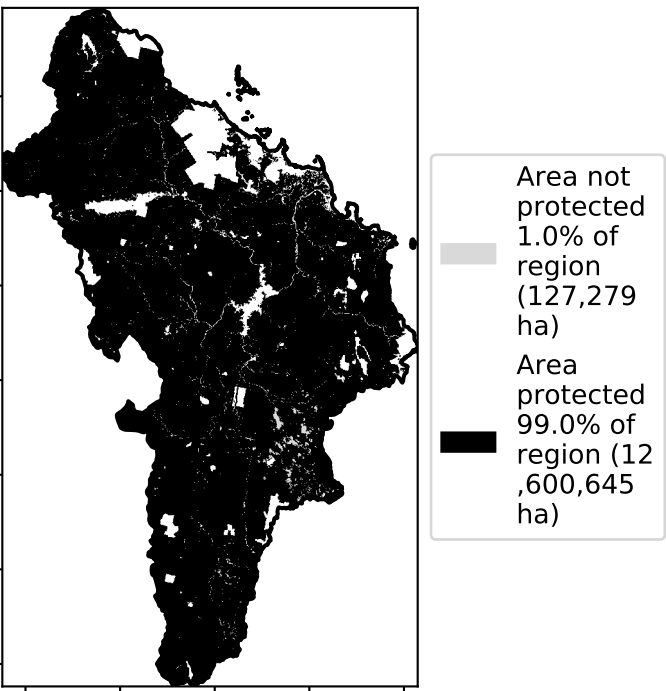 Area not
protected
1.0% of
region
(127,279
ha)
Area
protected
99.0% of
region (12
,600,645
ha)